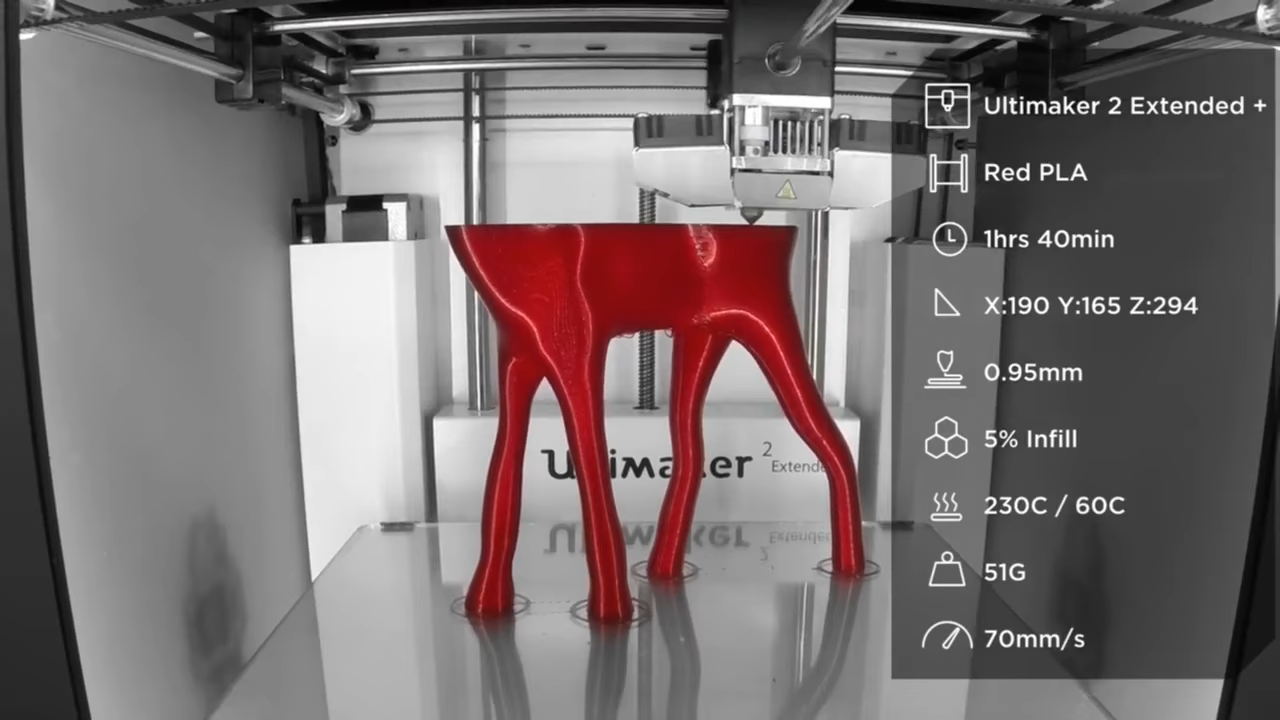 Ultimaker 2 Extended +
Red PLA
1hrs 40min
X:190 Y:165 Z:294
0.95mm
5% Infill
230C / 60C
51G
70mm/s
Ultimaker 2 Extende